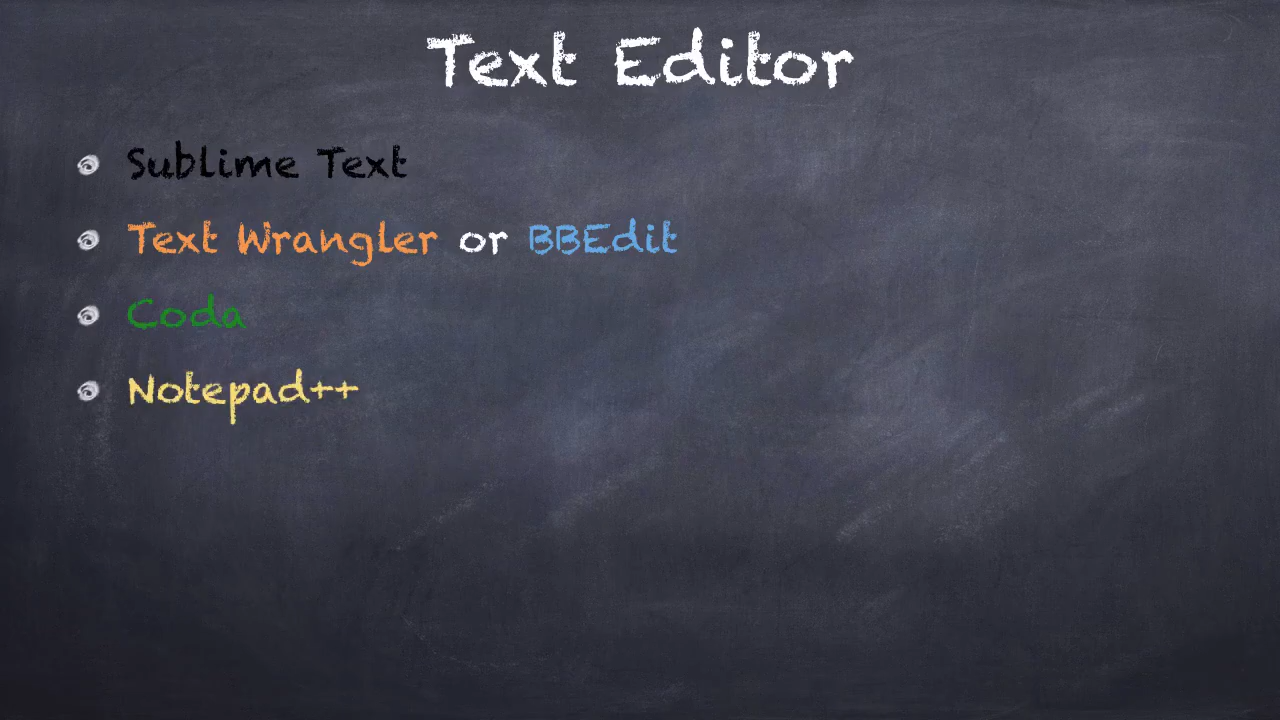 Text Editor
Sublime Text
Text Wrangler or BBEdit
Coda
Notepad++